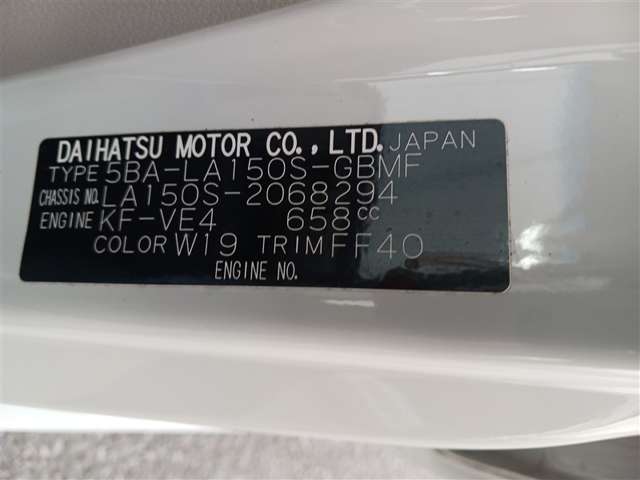 DAIHATSU MOTOR CO., LTD. JAPAN
TYPE 5BA-LA150S-GBMF
CHASSIS NO. LA150S-2068294
ENGINE KF-VE4 658CC
COLOR W19 TRIM FF40
ENGINE NO.